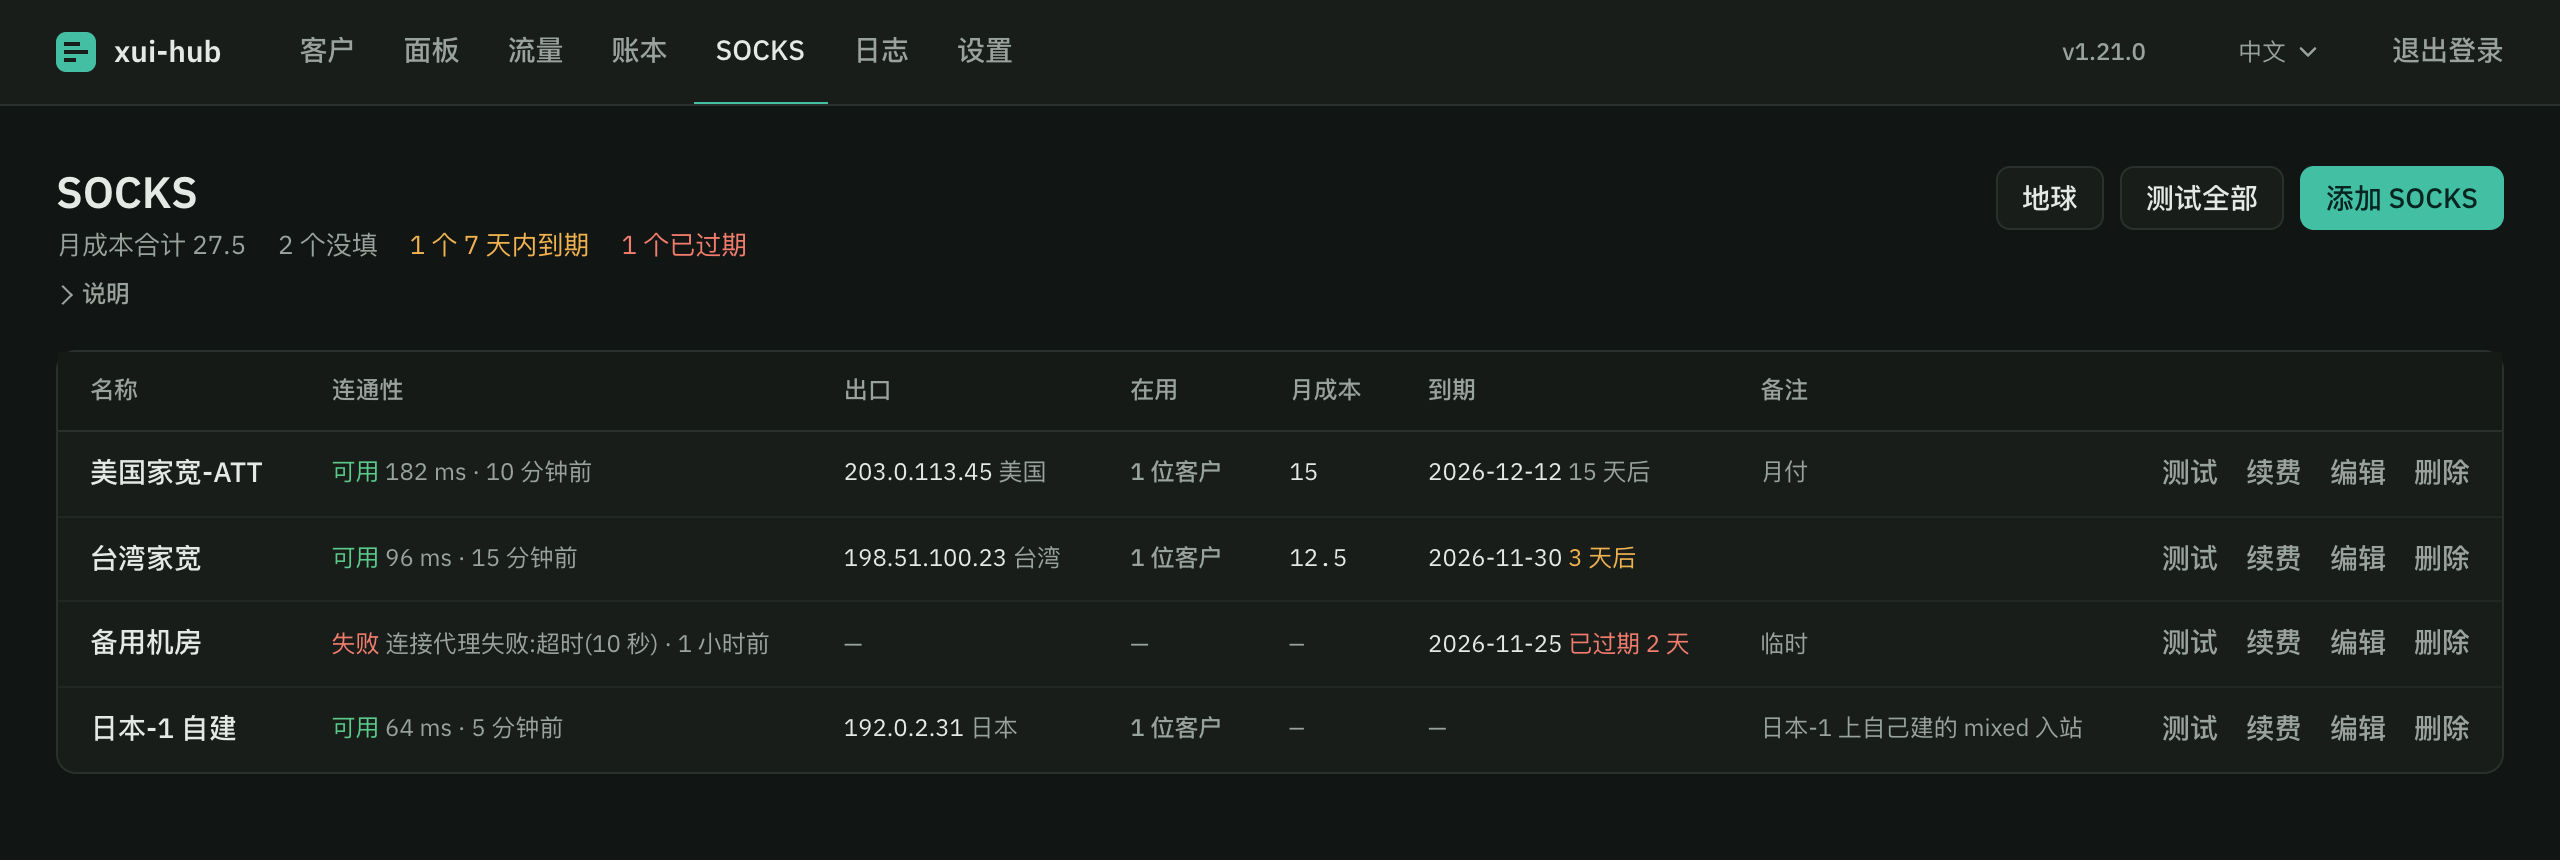 xui-hub 客户 面板 流量 账本 SOCKS 日志 设置 v1.21.0 中文 退出登录
SOCKS
地球 测试全部 添加 SOCKS
月成本合计 27.5 2 个没填 1 个 7 天内到期 1 个已过期
说明
名称 连通性 出口 在用 月成本 到期 备注
美国家宽-ATT 可用 182 ms · 10 分钟前 203.0.113.45 美国 1 位客户 15 2026-12-12 15 天后 月付 测试 续费 编辑 删除
台湾家宽 可用 96 ms · 15 分钟前 198.51.100.23 台湾 1 位客户 12.5 2026-11-30 3 天后 测试 续费 编辑 删除
备用机房 失败 连接代理失败:超时(10 秒) · 1 小时前 — — — 2026-11-25 已过期 2 天 临时 测试 续费 编辑 删除
日本-1 自建 可用 64 ms · 5 分钟前 192.0.2.31 日本 1 位客户 — — 日本-1 上自己建的 mixed 入站 测试 续费 编辑 删除